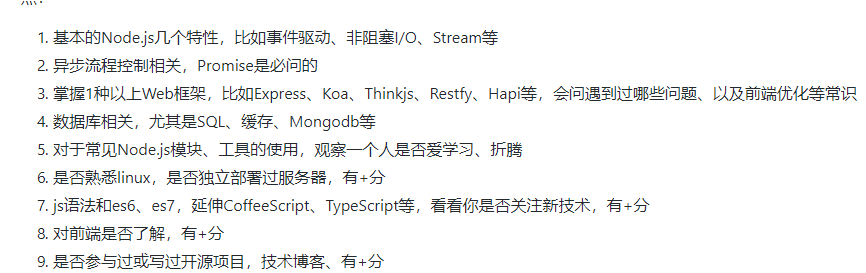 1. 基本的Node.js几个特性，比如事件驱动、非阻塞I/O、Stream等
2. 异步流程控制相关，Promise是必问的
3. 掌握1种以上Web框架，比如Express、Koa、Thinkjs、Restfy、Hapi等，会问遇到过哪些问题、以及前端优化等常识
4. 数据库相关，尤其是SQL、缓存、Mongodb等
5. 对于常见Node.js模块、工具的使用，观察一个人是否爱学习、折腾
6. 是否熟悉linux，是否独立部署过服务器，有+分
7. js语法和es6、es7，延伸CoffeeScript、TypeScript等，看看你是否关注新技术，有+分
8. 对前端是否了解，有+分
9. 是否参与过或写过开源项目，技术博客、有+分